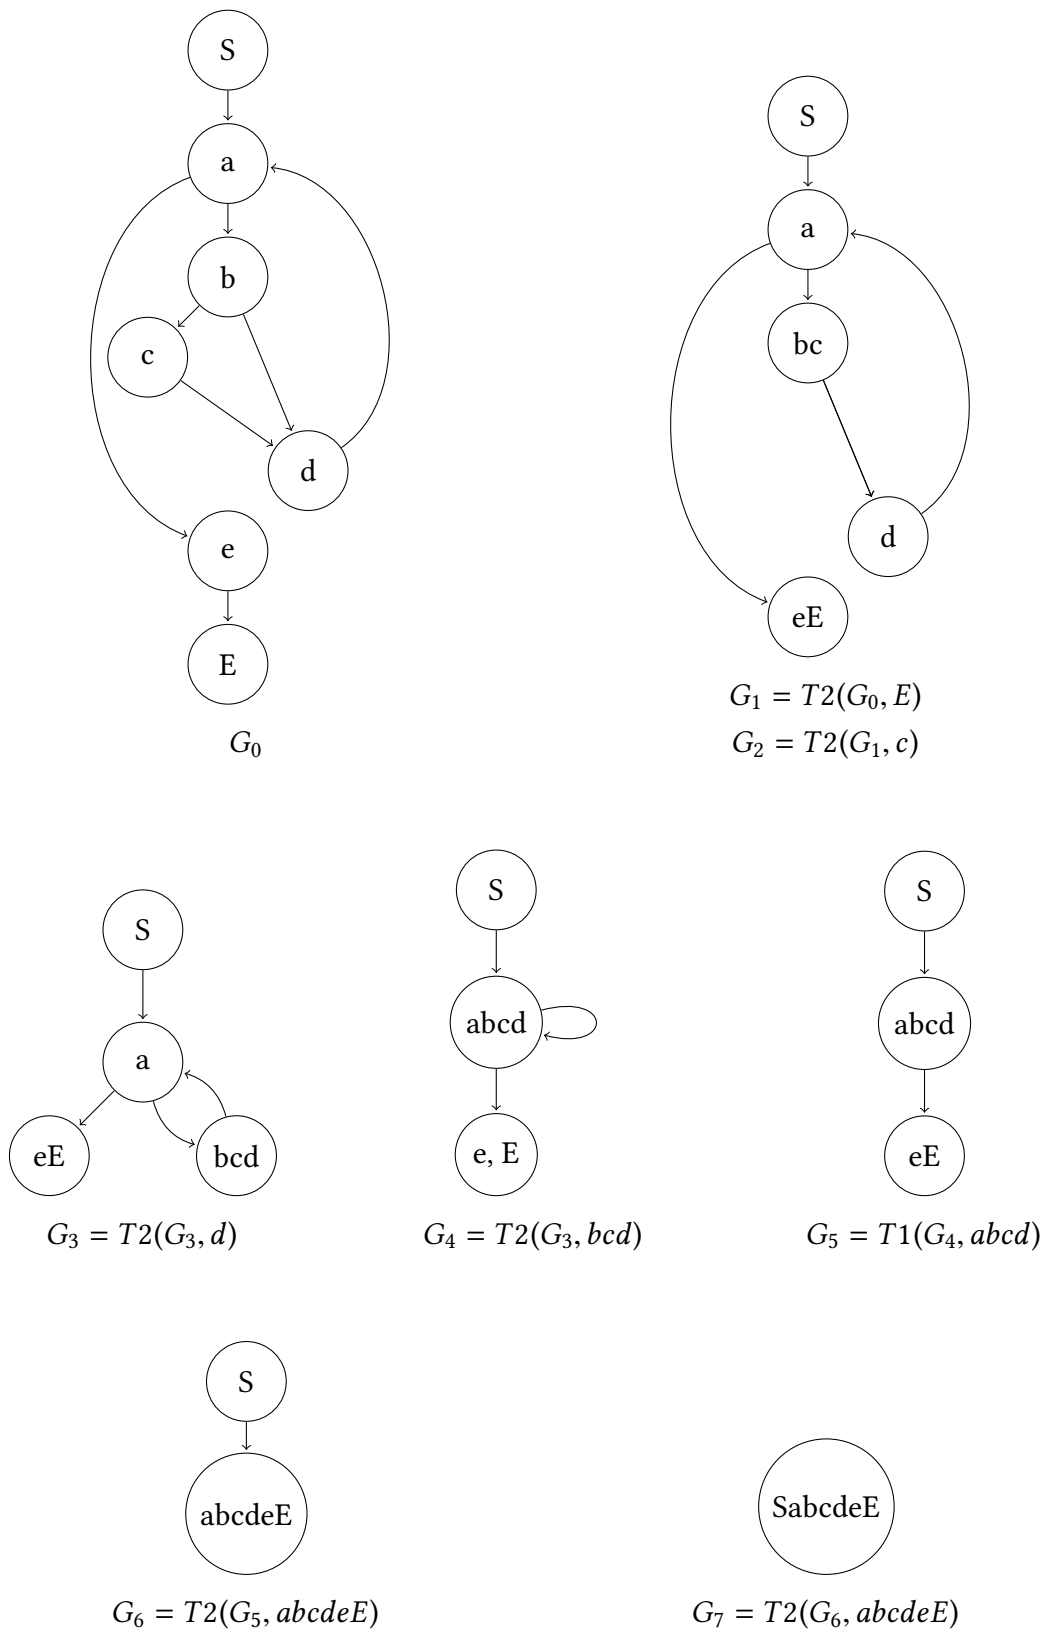 S
a
b
c
d
e
E
G₀
S
a
bc
d
eE
G₁ = T2(G₀, E)
G₂ = T2(G₁, c)
S
a
eE
bcd
G₃ = T2(G₃, d)
S
abcd
e, E
G₄ = T2(G₃, bcd)
S
abcd
eE
G₅ = T1(G₄, abcd)
S
abcdeE
G₆ = T2(G₅, abcdeE)
SabcdeE
G₇ = T2(G₆, abcdeE)